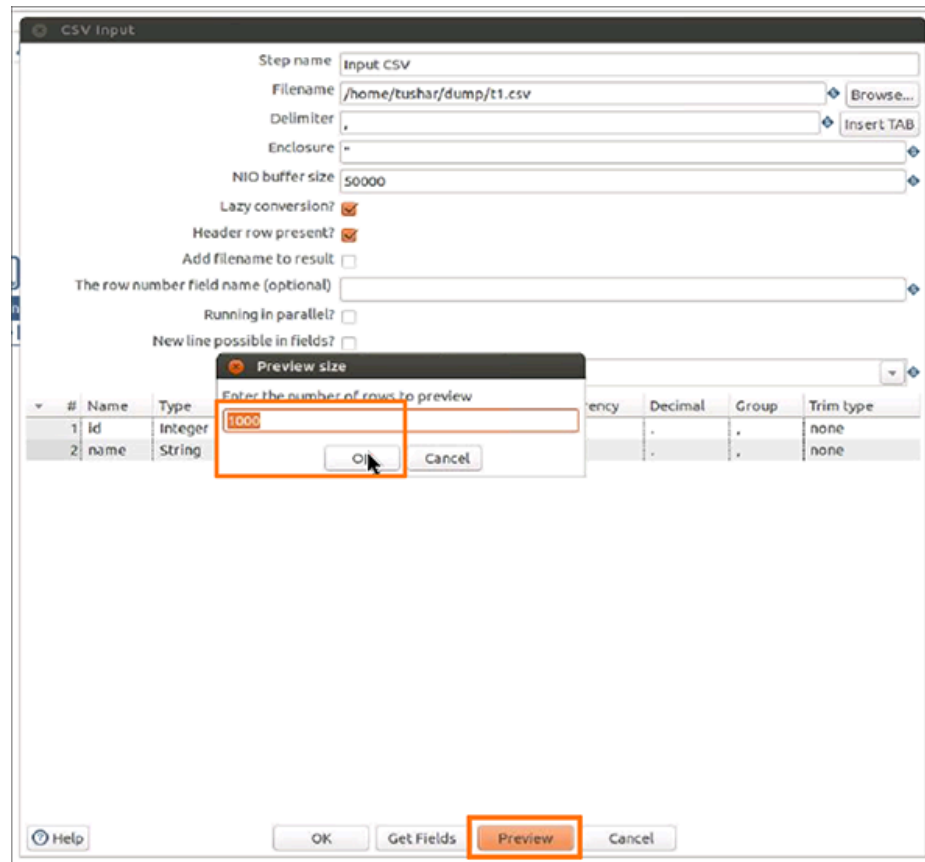 CSV Input
Step name Input CSV
Filename /home/tushar/dump/t1.csv Browse...
Delimiter , Insert TAB
Enclosure "
NIO buffer size 50000
Lazy conversion?
Header row present?
Add filename to result
The row number field name (optional)
Running in parallel?
New line possible in fields?
Preview size
Enter the number of rows to preview
1000
OK Cancel
# Name Type Decimal Group Trim type
1 id Integer . , none
2 name String . , none
Help OK Get Fields Preview Cancel